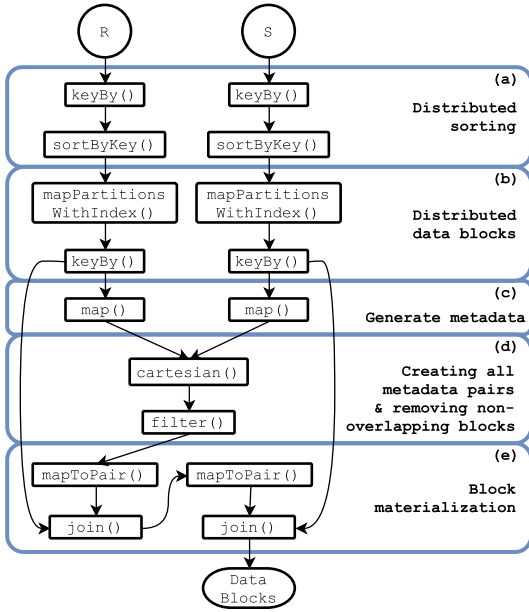 R
S
(a)
keyBy()
keyBy()
Distributed
sorting
sortByKey()
sortByKey()
(b)
mapPartitions
WithIndex()
mapPartitions
WithIndex()
Distributed
data blocks
keyBy()
keyBy()
(c)
map()
map()
Generate metadata
(d)
cartesian()
Creating all
metadata pairs
& removing non-
overlapping blocks
filter()
(e)
mapToPair()
mapToPair()
Block
materialization
join()
join()
Data
Blocks